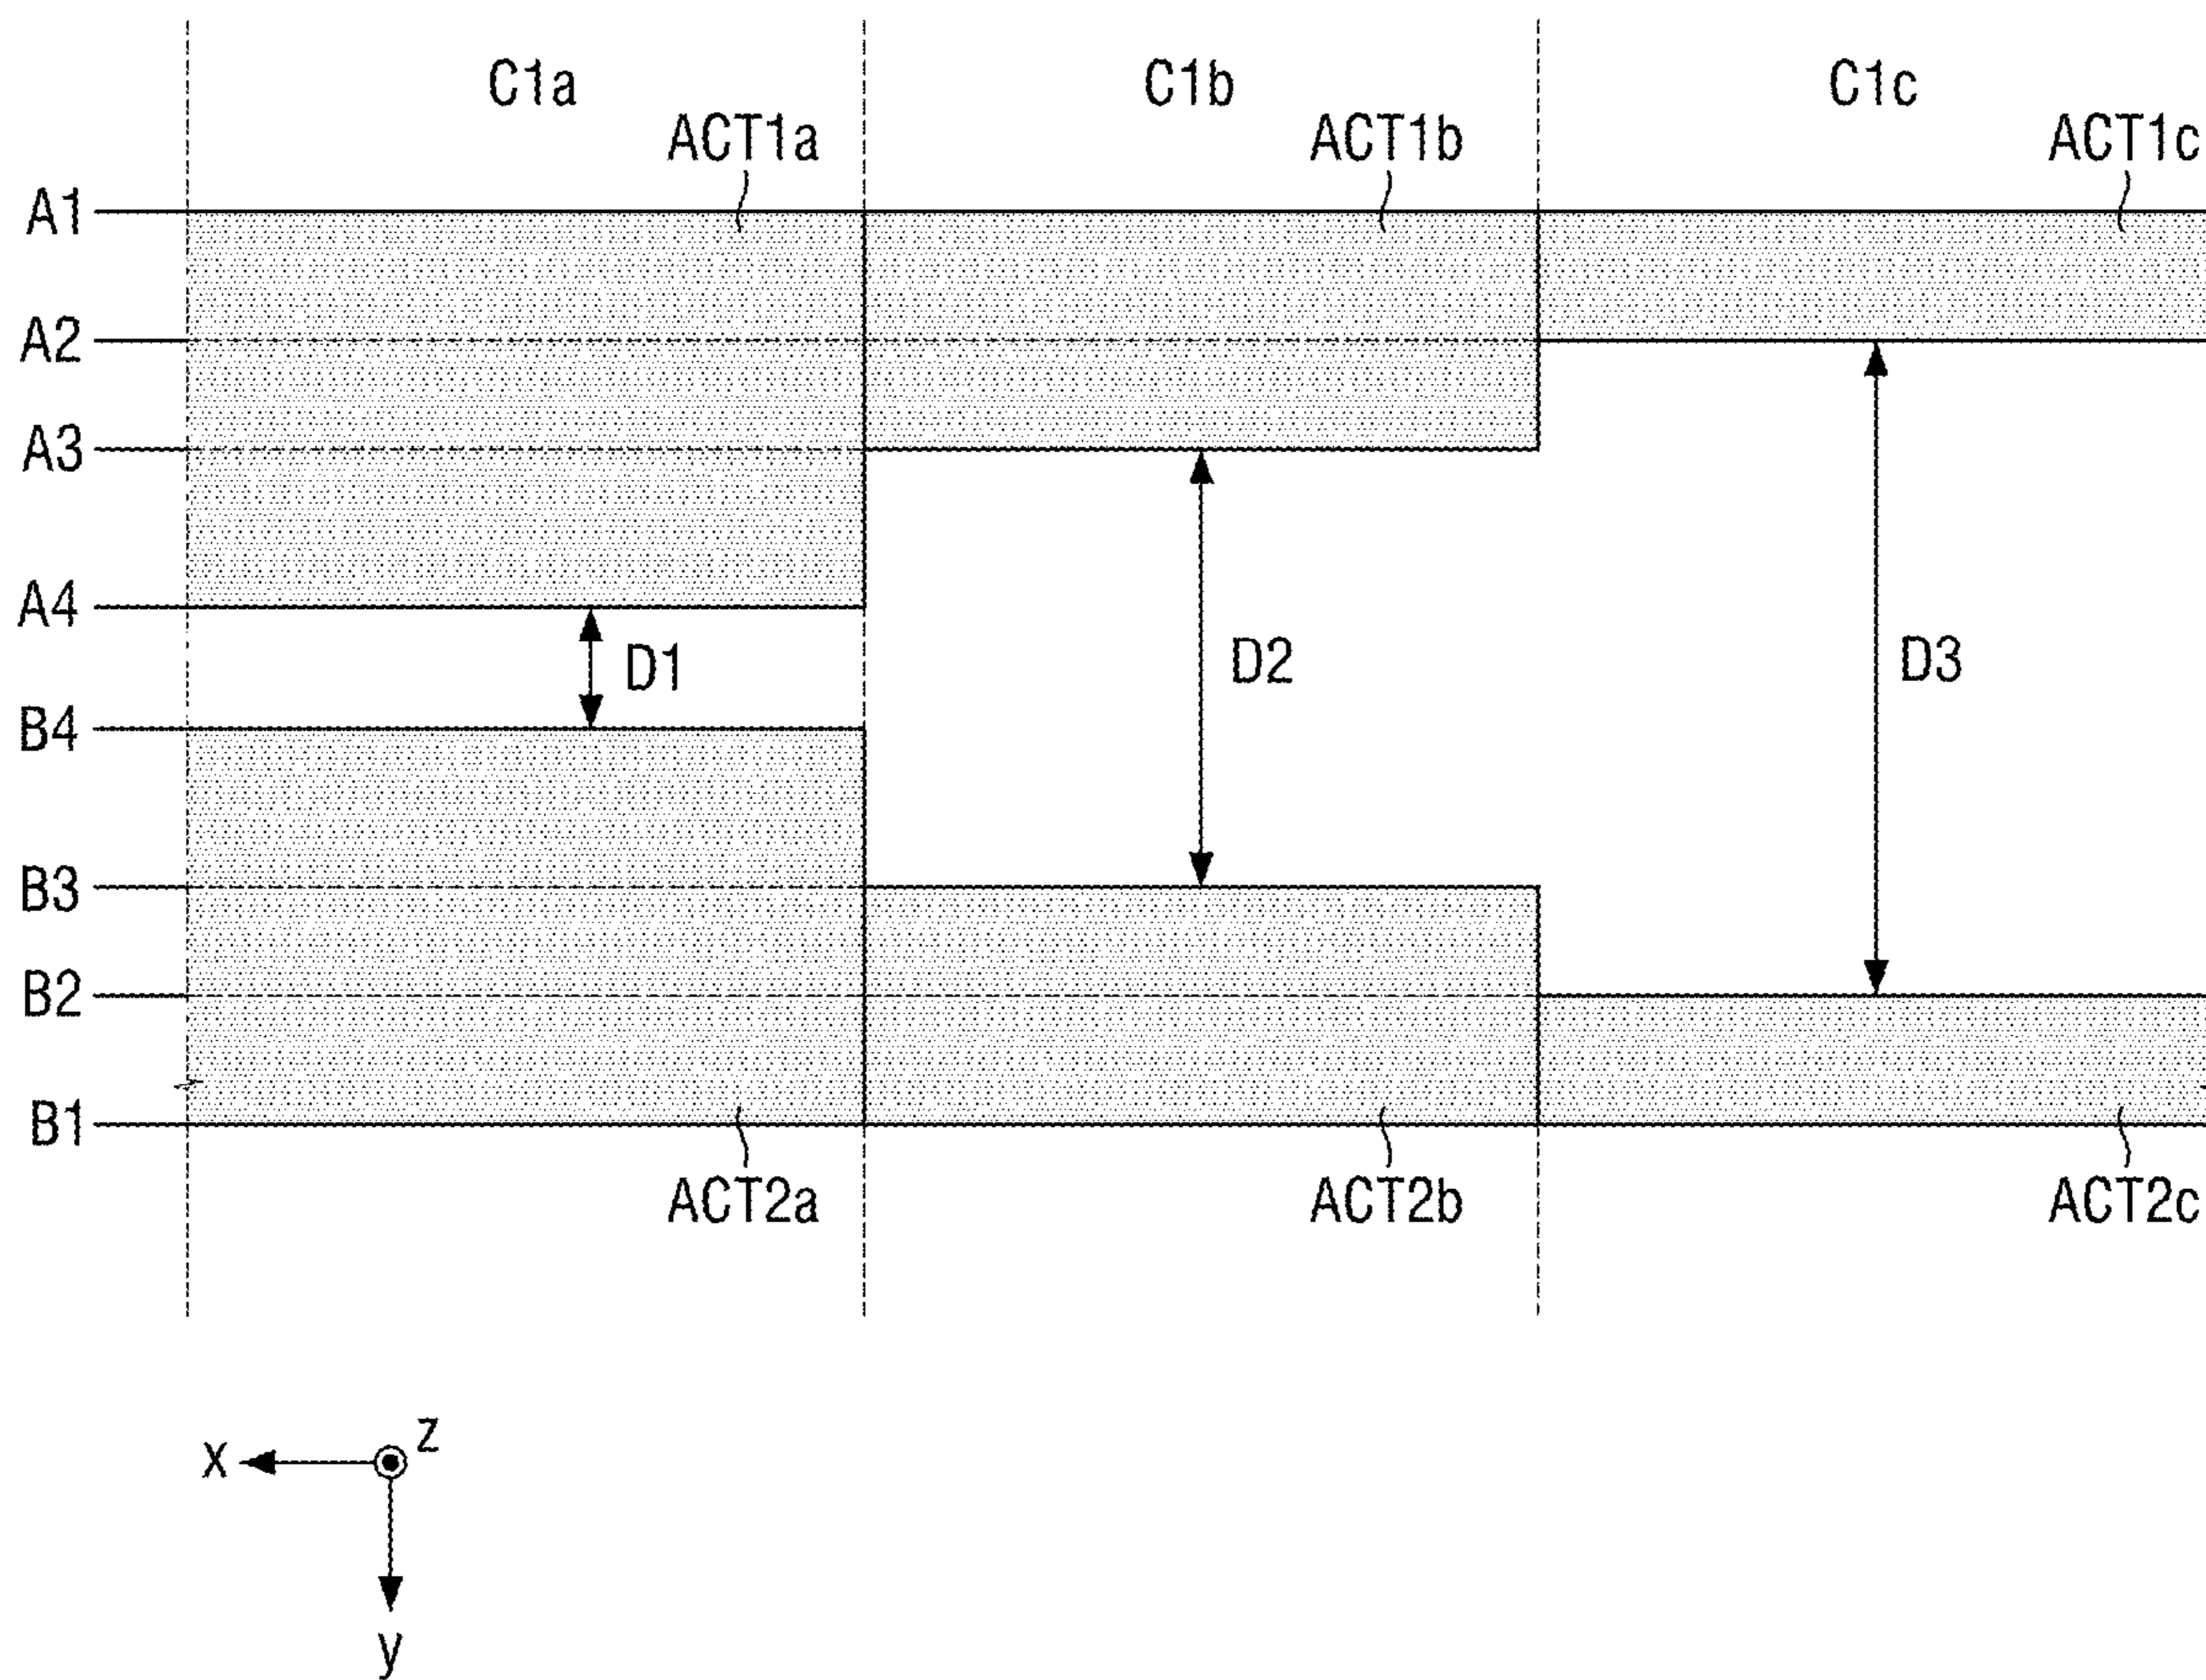 C1a C1b C1c
ACT1a ACT1b ACT1c
A1
A2
A3
A4
D1 D2 D3
B4
B3
B2
B1
ACT2a ACT2b ACT2c
z
x
y